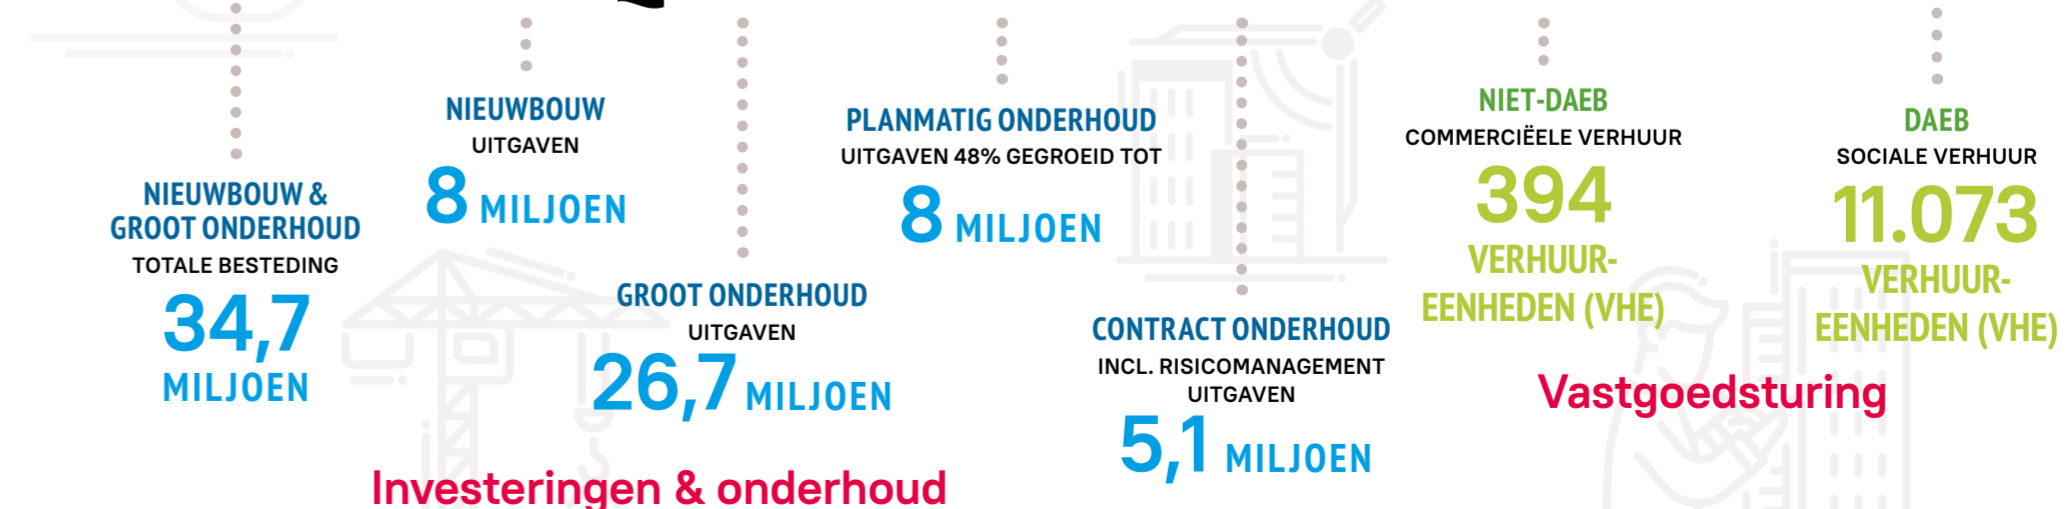 NIEUWBOUW &
GROOT ONDERHOUD
TOTALE BESTEDING
34,7
MILJOEN
NIEUWBOUW
UITGAVEN
8 MILJOEN
GROOT ONDERHOUD
UITGAVEN
26,7 MILJOEN
PLANMATIG ONDERHOUD
UITGAVEN 48% GEGROEID TOT
8 MILJOEN
CONTRACT ONDERHOUD
INCL. RISICOMANAGEMENT
UITGAVEN
5,1 MILJOEN
Investeringen & onderhoud
NIET-DAEB
COMMERCIËELE VERHUUR
394
VERHUUR-
EENHEDEN (VHE)
DAEB
SOCIALE VERHUUR
11.073
VERHUUR-
EENHEDEN (VHE)
Vastgoedsturing